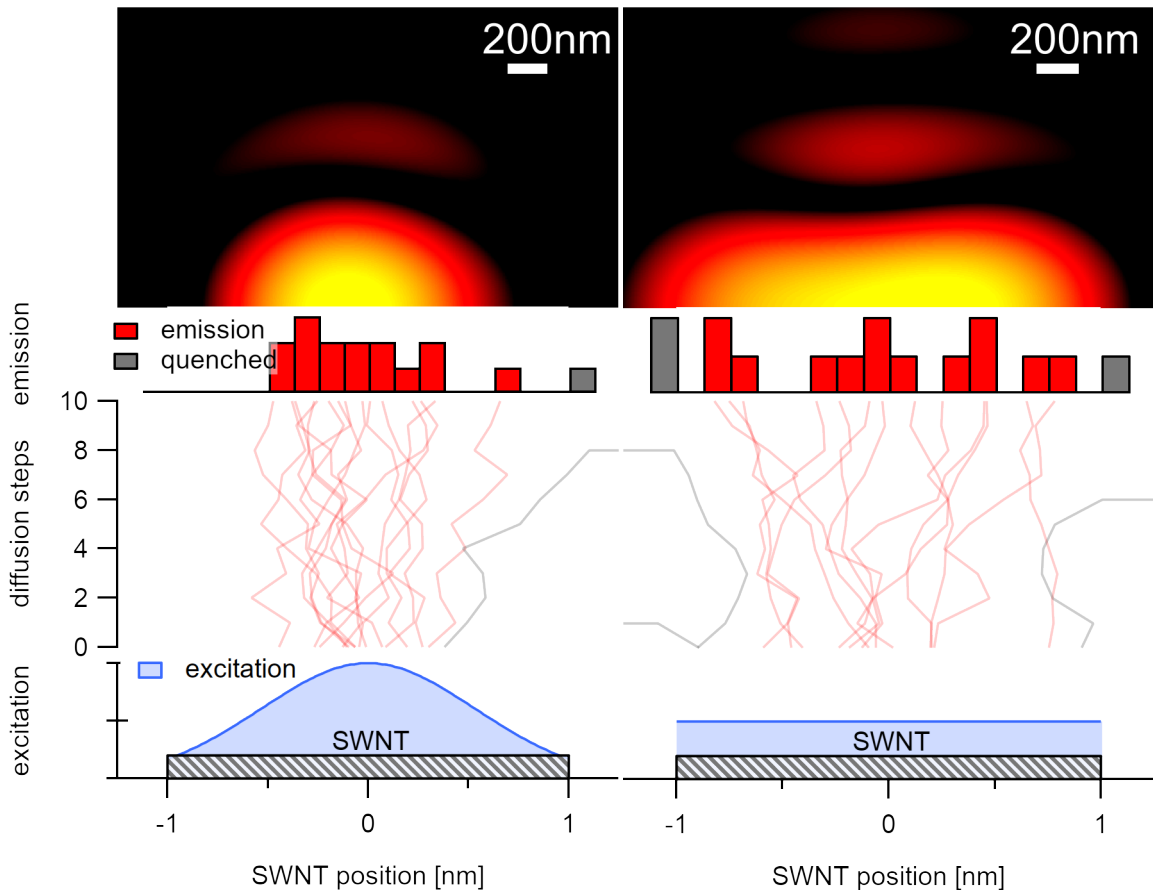 200nm
200nm
emission
emission
quenched
10
8
6
4
2
0
diffusion steps
excitation
excitation
SWNT
SWNT
-1
0
1
-1
0
1
SWNT position [nm]
SWNT position [nm]